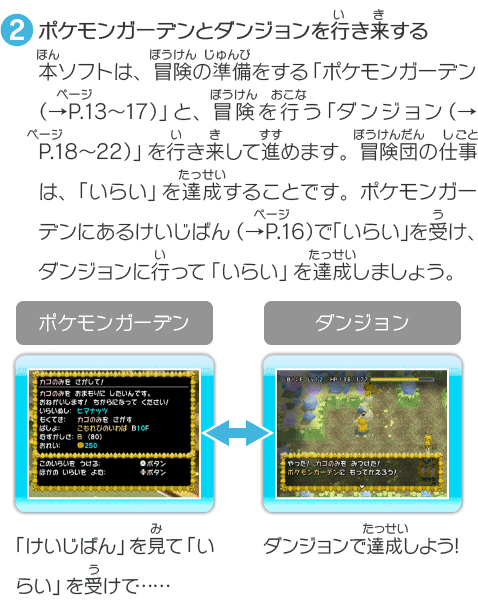 2 ポケモンガーデンとダンジョンを行き来する
本ソフトは、冒険の準備をする「ポケモンガーデン
(→P.13～17)」と、冒険を行う「ダンジョン(→
P.18～22)」を行き来して進めます。冒険団の仕事
は、「いらい」を達成することです。ポケモンガー
デンにあるけいじばん(→P.16)で「いらい」を受け、
ダンジョンに行って「いらい」を達成しましょう。
ポケモンガーデン
カゴのみを さがして!
カゴのみを おまもりに したいんです。
おねがいします! ちからになって ください!
いらいぬし: ヒマナッツ
もくてき: カゴのみを さがす
ばしょ: こもれびのいわば B10F
むずかしさ: B (80)
おれい: 250
このいらいを うける: ボタン
ほかの いらいを よむ: ボタン
「けいじばん」を見て「い
らい」を受けて……
ダンジョン
やった! カゴのみを みつけた!
ポケモンガーデンに もってかえろう!
ダンジョンで達成しよう!